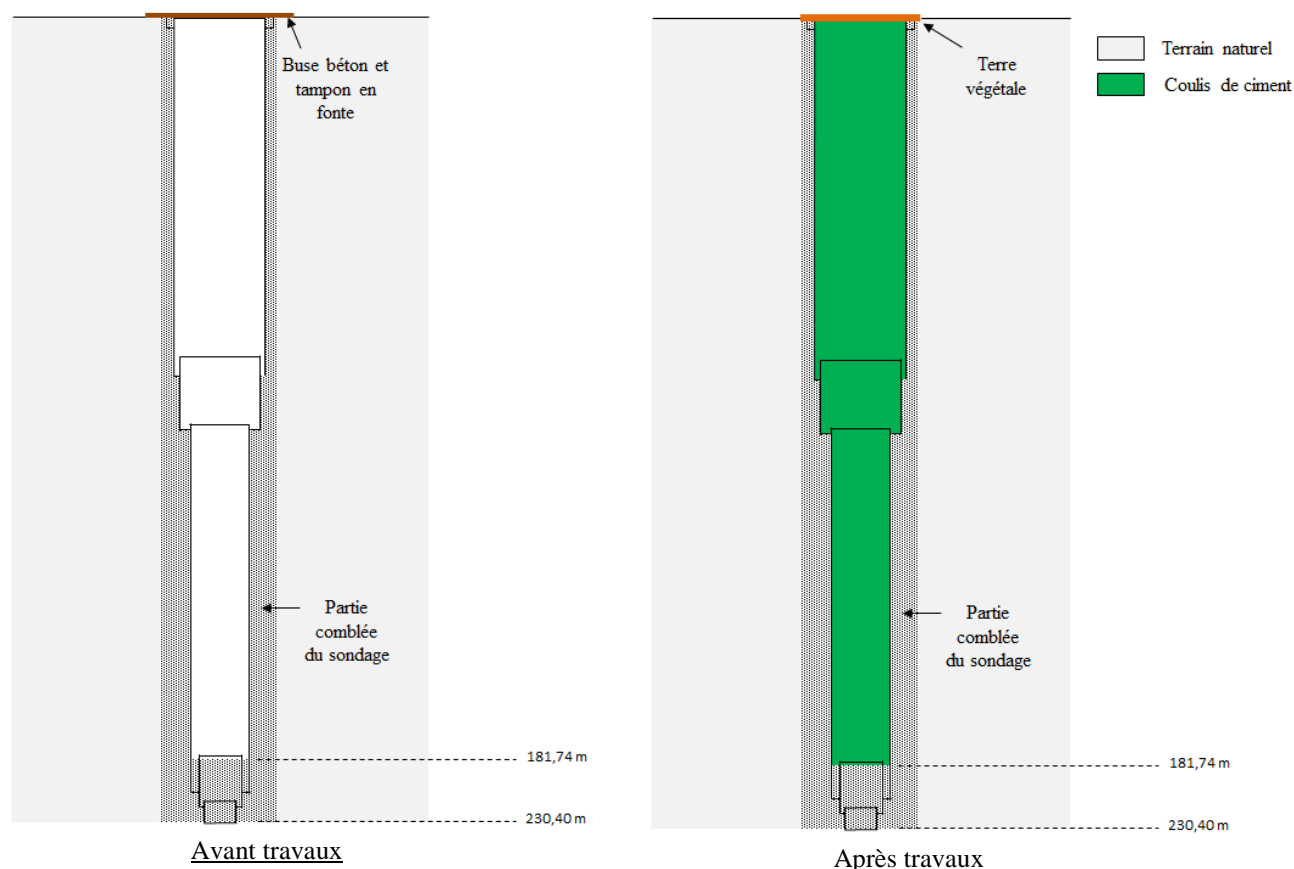 Buse béton et
tampon en
fonte
Partie
comblée
du sondage
181,74 m
230,40 m
Avant travaux
Terre
végétale
Partie
comblée
du sondage
181,74 m
230,40 m
Après travaux
Terrain naturel
Coulis de ciment